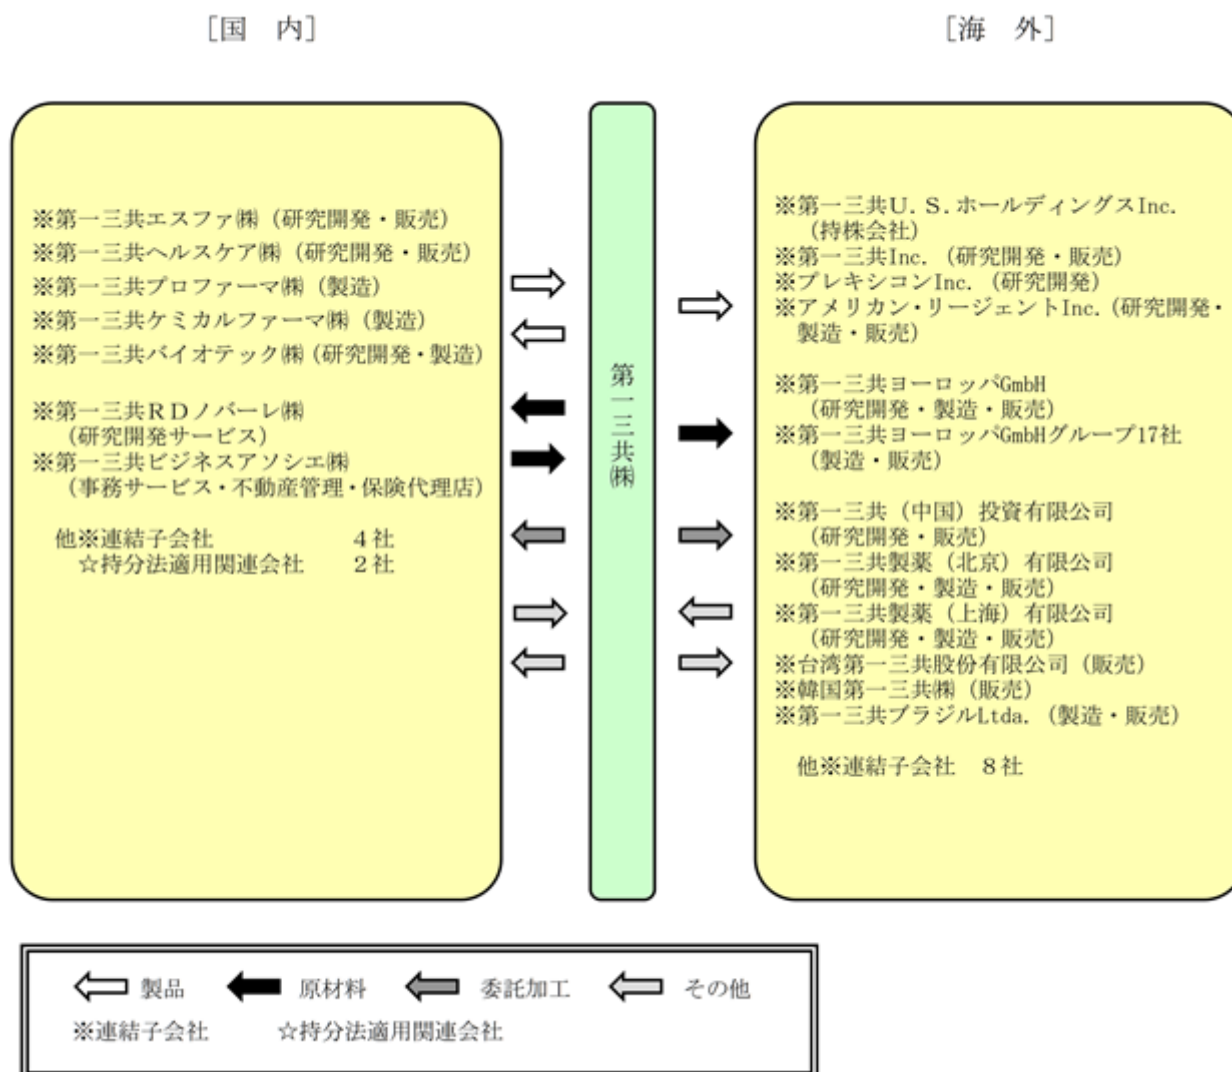 ［国　内］
［海　外］
※第一三共エスファ㈱（研究開発・販売）
※第一三共ヘルスケア㈱（研究開発・販売）
※第一三共プロファーマ㈱（製造）
※第一三共ケミカルファーマ㈱（製造）
※第一三共バイオテック㈱（研究開発・製造）
※第一三共ＲＤノバーレ㈱
（研究開発サービス）
※第一三共ビジネスアソシエ㈱
（事務サービス・不動産管理・保険代理店）
他※連結子会社　４社
☆持分法適用関連会社　２社
第一三共㈱
※第一三共Ｕ．Ｓ．ホールディングスInc.
（持株会社）
※第一三共Inc.（研究開発・販売）
※プレキシコンInc.（研究開発）
※アメリカン・リージェントInc.（研究開発・
製造・販売）
※第一三共ヨーロッパGmbH
（研究開発・製造・販売）
※第一三共ヨーロッパGmbHグループ17社
（製造・販売）
※第一三共（中国）投資有限公司
（研究開発・販売）
※第一三共製薬（北京）有限公司
（研究開発・製造・販売）
※第一三共製薬（上海）有限公司
（研究開発・製造・販売）
※台湾第一三共股份有限公司（販売）
※韓国第一三共㈱（販売）
※第一三共ブラジルLtda.（製造・販売）
他※連結子会社　８社
製品　原材料　委託加工　その他
※連結子会社　☆持分法適用関連会社